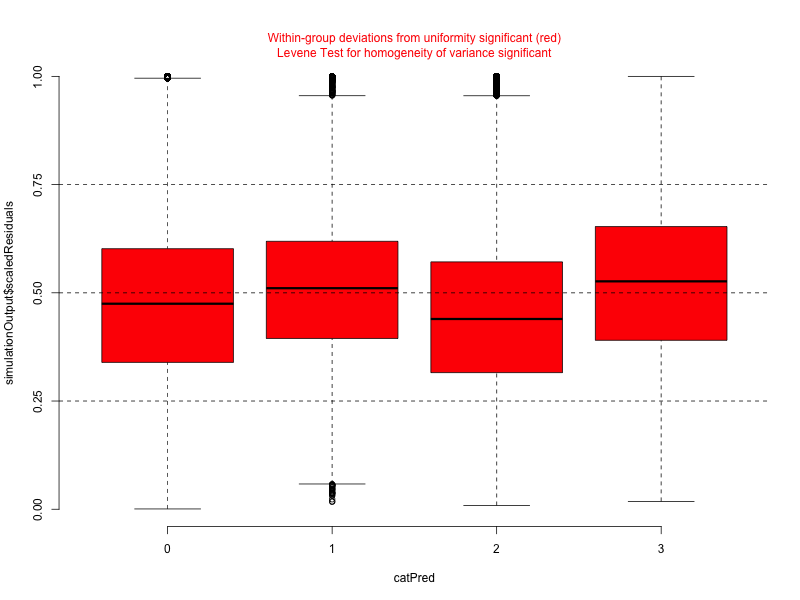 Within-group deviations from uniformity significant (red)
Levene Test for homogeneity of variance significant
1.00
0.75
0.50
0.25
0.00
simulationOutput$scaledResiduals
0 1 2 3
catPred